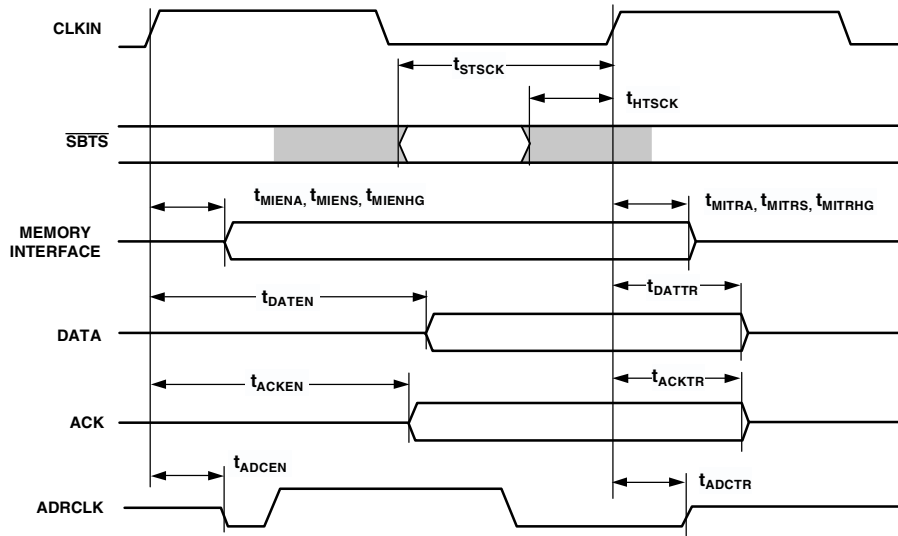 CLKIN
tSTSCK
tHTSCK
SBTS
tMIENA, tMIENS, tMIENHG
tMITRA, tMITRS, tMITRHG
MEMORY
INTERFACE
tDATEN
tDATTR
DATA
tACKEN
tACKTR
ACK
tADCEN
tADCTR
ADRCLK